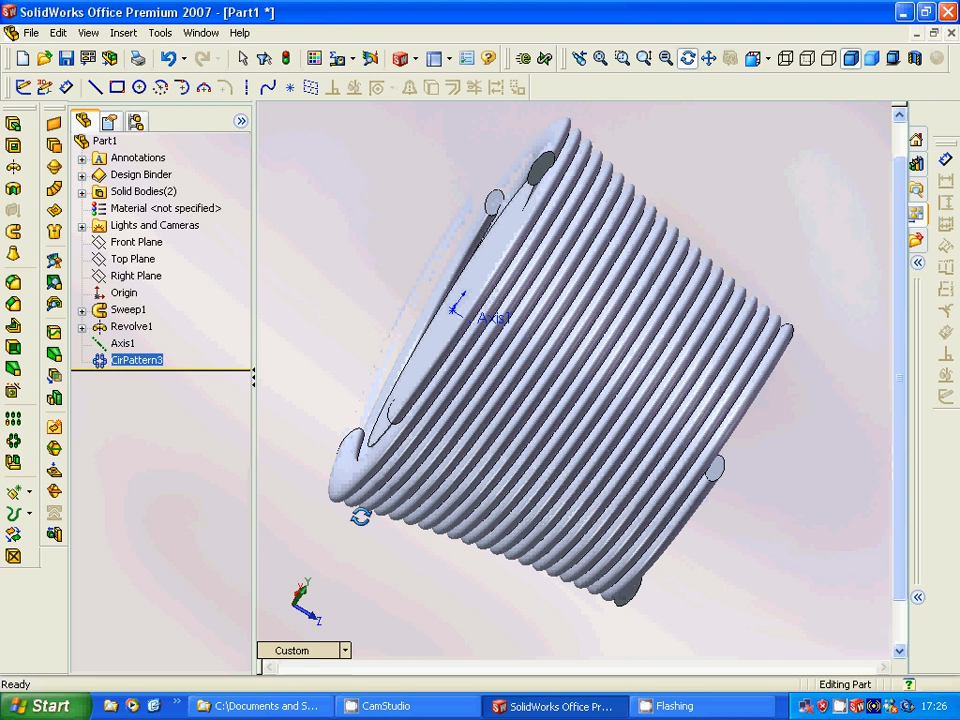 SolidWorks Office Premium 2007 - [Part1 *]
File Edit View Insert Tools Window Help
Part1
Annotations
Design Binder
Solid Bodies(2)
Material <not specified>
Lights and Cameras
Front Plane
Top Plane
Right Plane
Origin
Sweep1
Revolve1
Axis1
CirPattern3
Axis1
Y
X
Z
Custom
Ready
Editing Part
Start
C:\Documents and S...
CamStudio
SolidWorks Office Pr...
Flashing
17:26